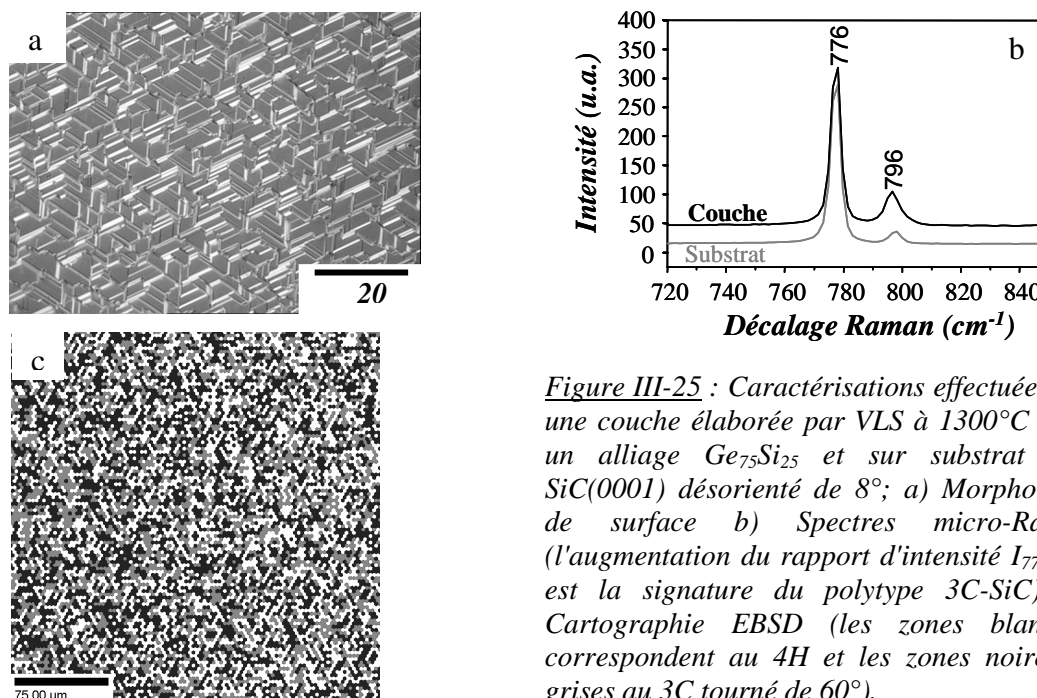 a
20
400
350
300
250
200
150
100
50
0
Intensité (u.a.)
776
796
b
Couche
Substrat
720 740 760 780 800 820 840
Décalage Raman (cm-1)
c
75.00 um
Figure III-25 : Caractérisations effectuée
une couche élaborée par VLS à 1300°C
un alliage Ge75Si25 et sur substrat
SiC(0001) désorienté de 8°; a) Morpho
de surface b) Spectres micro-Ra
(l'augmentation du rapport d'intensité I77
est la signature du polytype 3C-SiC)
Cartographie EBSD (les zones blan
correspondent au 4H et les zones noire
grises au 3C tourné de 60°).